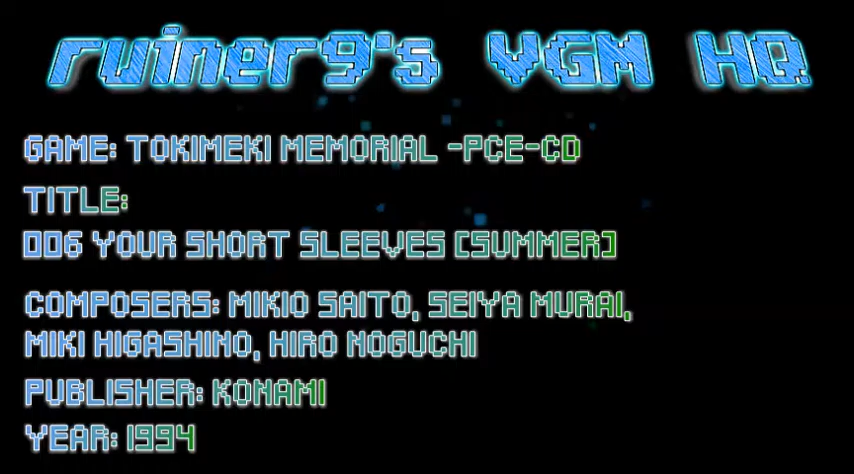 ruiner9's VGM HQ
GAME: TOKIMEKI MEMORIAL -PCE-CD
TITLE:
006 YOUR SHORT SLEEVES [SUMMER]
COMPOSERS: MIKIO SAITO, SEIYA MURAI,
MIKI HIGASHINO, HIRO NOGUCHI
PUBLISHER: KONAMI
YEAR: 1994